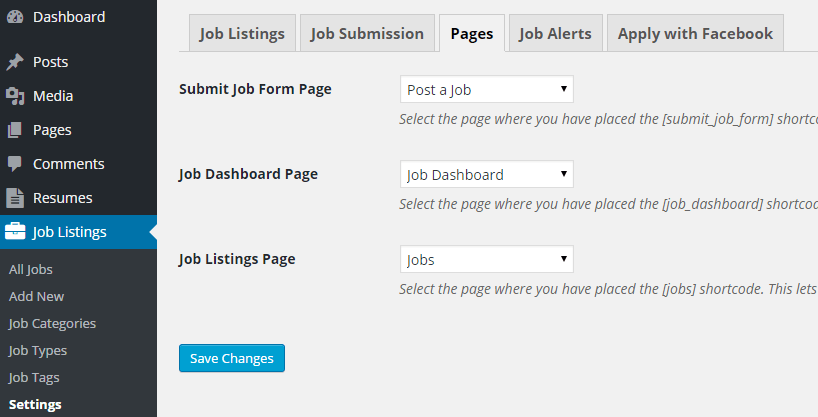 Dashboard
Posts
Media
Pages
Comments
Resumes
Job Listings
All Jobs
Add New
Job Categories
Job Types
Job Tags
Settings
Job Listings
Job Submission
Pages
Job Alerts
Apply with Facebook
Submit Job Form Page
Post a Job
Select the page where you have placed the [submit_job_form] shortc
Job Dashboard Page
Job Dashboard
Select the page where you have placed the [job_dashboard] shortcod
Job Listings Page
Jobs
Select the page where you have placed the [jobs] shortcode. This lets
Save Changes